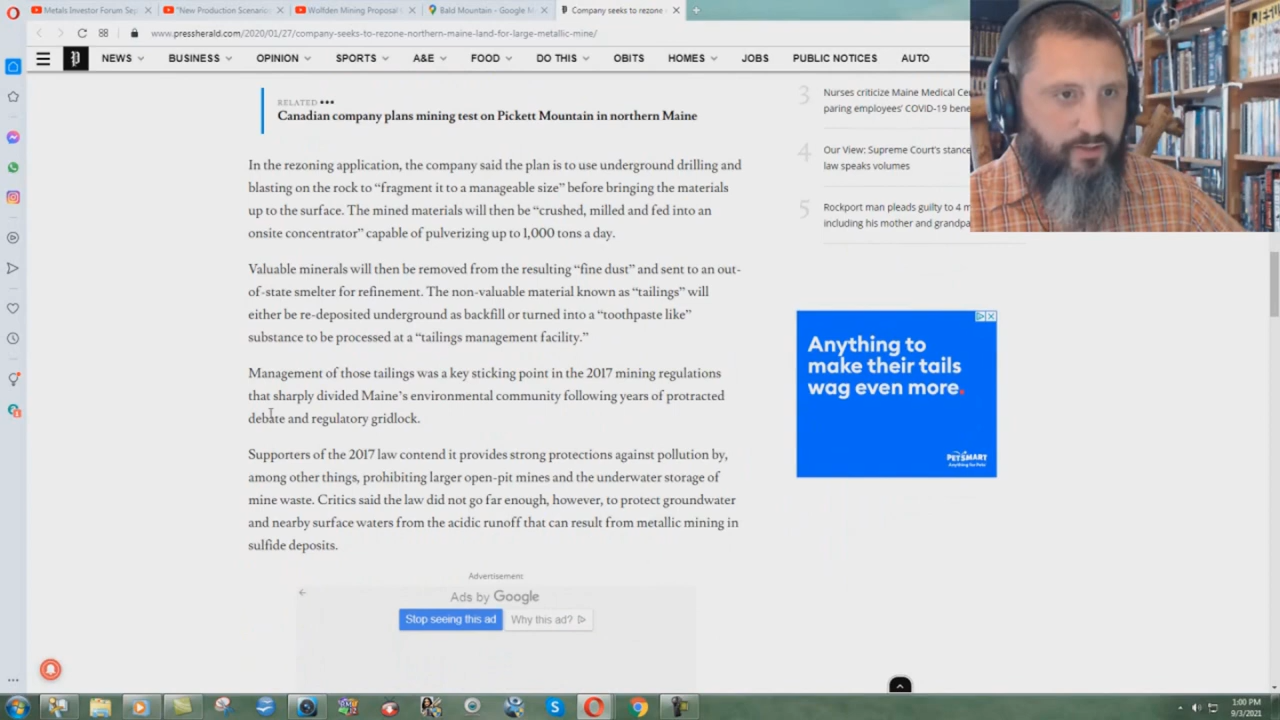 Metals Investor Forum Sep
"New Production Scenario
Wolfden Mining Proposal
Bald Mountain - Google M
Company seeks to rezone
www.pressherald.com/2020/01/27/company-seeks-to-rezone-northern-maine-land-for-large-metallic-mine/
NEWS BUSINESS OPINION SPORTS A&E FOOD DO THIS OBITS HOMES JOBS PUBLIC NOTICES AUTO
RELATED •••
Canadian company plans mining test on Pickett Mountain in northern Maine
In the rezoning application, the company said the plan is to use underground drilling and
blasting on the rock to “fragment it to a manageable size” before bringing the materials
up to the surface. The mined materials will then be “crushed, milled and fed into an
onsite concentrator” capable of pulverizing up to 1,000 tons a day.
Valuable minerals will then be removed from the resulting “fine dust” and sent to an out-
of-state smelter for refinement. The non-valuable material known as “tailings” will
either be re-deposited underground as backfill or turned into a “toothpaste like”
substance to be processed at a “tailings management facility.”
Management of those tailings was a key sticking point in the 2017 mining regulations
that sharply divided Maine’s environmental community following years of protracted
debate and regulatory gridlock.
Supporters of the 2017 law contend it provides strong protections against pollution by,
among other things, prohibiting larger open-pit mines and the underwater storage of
mine waste. Critics said the law did not go far enough, however, to protect groundwater
and nearby surface waters from the acidic runoff that can result from metallic mining in
sulfide deposits.
Advertisement
Ads by Google
Stop seeing this ad
Why this ad?
3 Nurses criticize Maine Medical Ce
paring employees’ COVID-19 bene
4 Our View: Supreme Court’s stance
law speaks volumes
5 Rockport man pleads guilty to 4 m
including his mother and grandpa
Anything to
make their tails
wag even more.
PETSMART
Anything for Pets
1:00 PM
9/3/2021